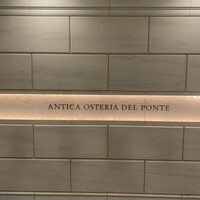 ANTICA OSTERIA DEL PONTE